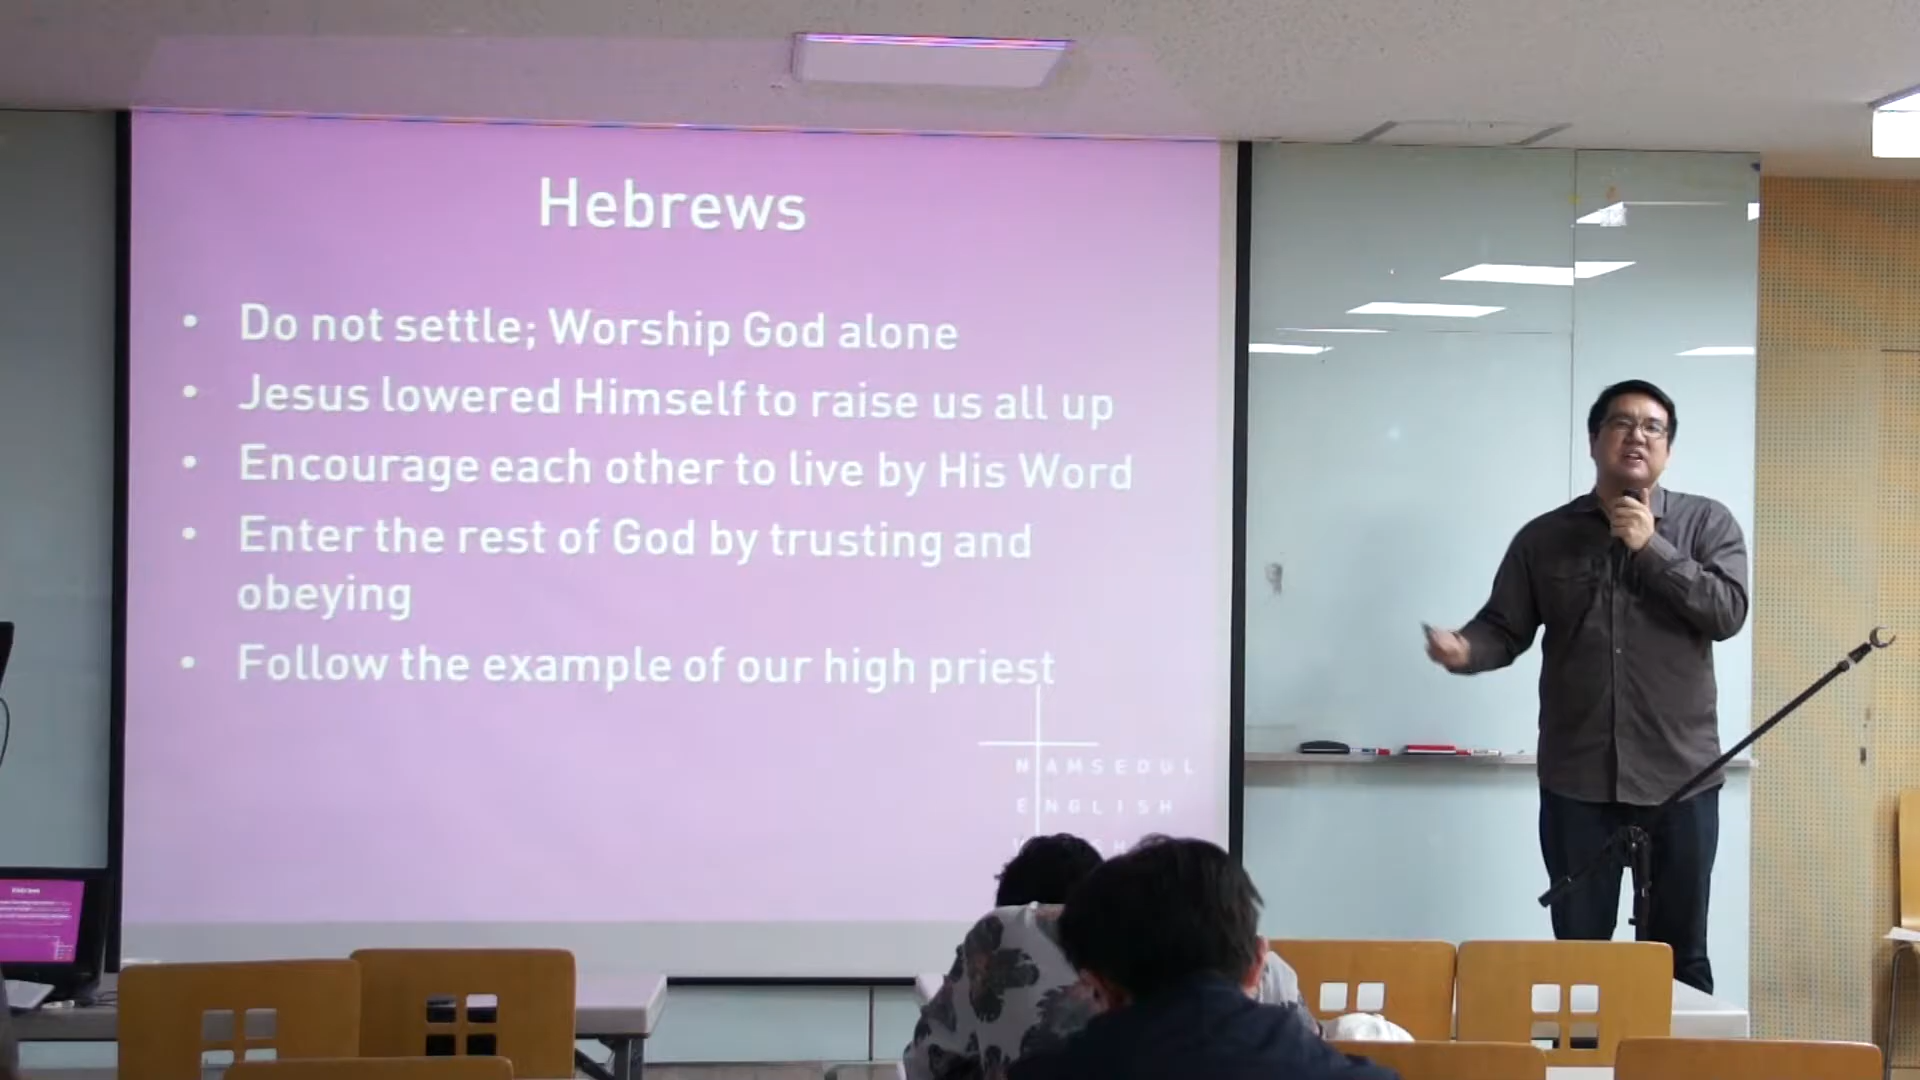 Hebrews
• Do not settle; Worship God alone
• Jesus lowered Himself to raise us all up
• Encourage each other to live by His Word
• Enter the rest of God by trusting and
obeying
• Follow the example of our high priest
NAMSEOUL
ENGLISH